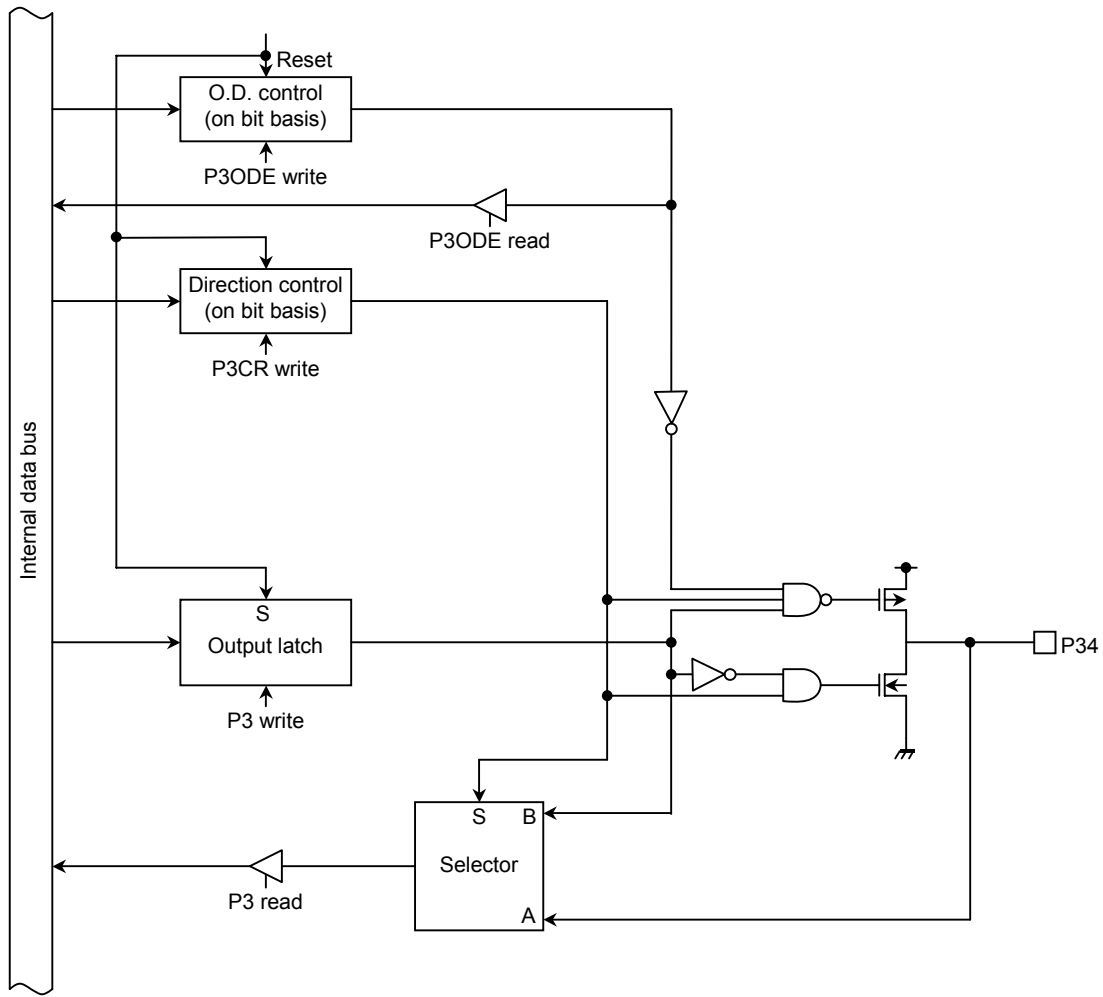 Reset
O.D. control
(on bit basis)
P3ODE write
P3ODE read
Direction control
(on bit basis)
P3CR write
Internal data bus
S
Output latch
P3 write
P34
S
B
Selector
A
P3 read